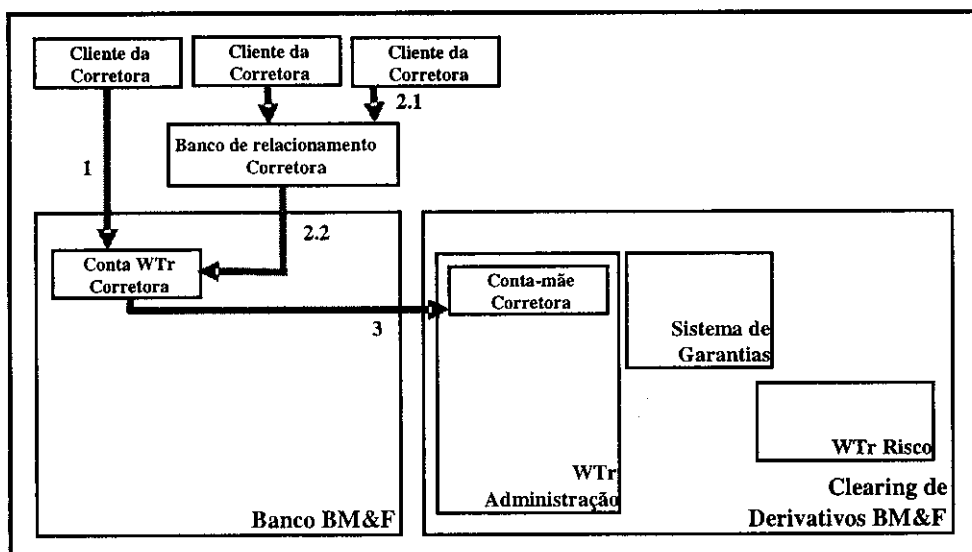 Cliente da
Corretora
Cliente da
Corretora
Cliente da
Corretora
2.1
Banco de relacionamento
Corretora
1
2.2
Conta WTr
Corretora
3
Conta-mãe
Corretora
Sistema de
Garantias
WTr Risco
WTr
Administração
Clearing de
Derivativos BM&F
Banco BM&F